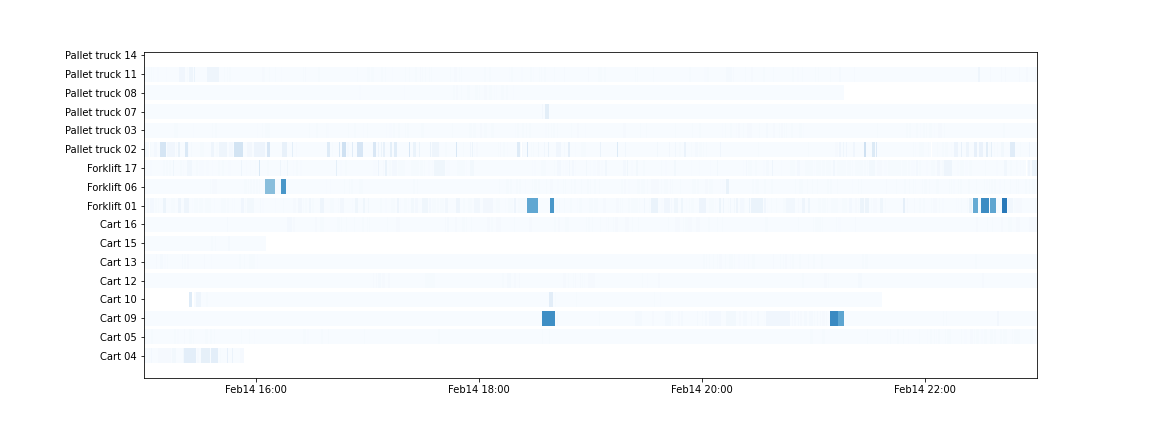 Pallet truck 14
Pallet truck 11
Pallet truck 08
Pallet truck 07
Pallet truck 03
Pallet truck 02
Forklift 17
Forklift 06
Forklift 01
Cart 16
Cart 15
Cart 13
Cart 12
Cart 10
Cart 09
Cart 05
Cart 04
Feb14 16:00 Feb14 18:00 Feb14 20:00 Feb14 22:00